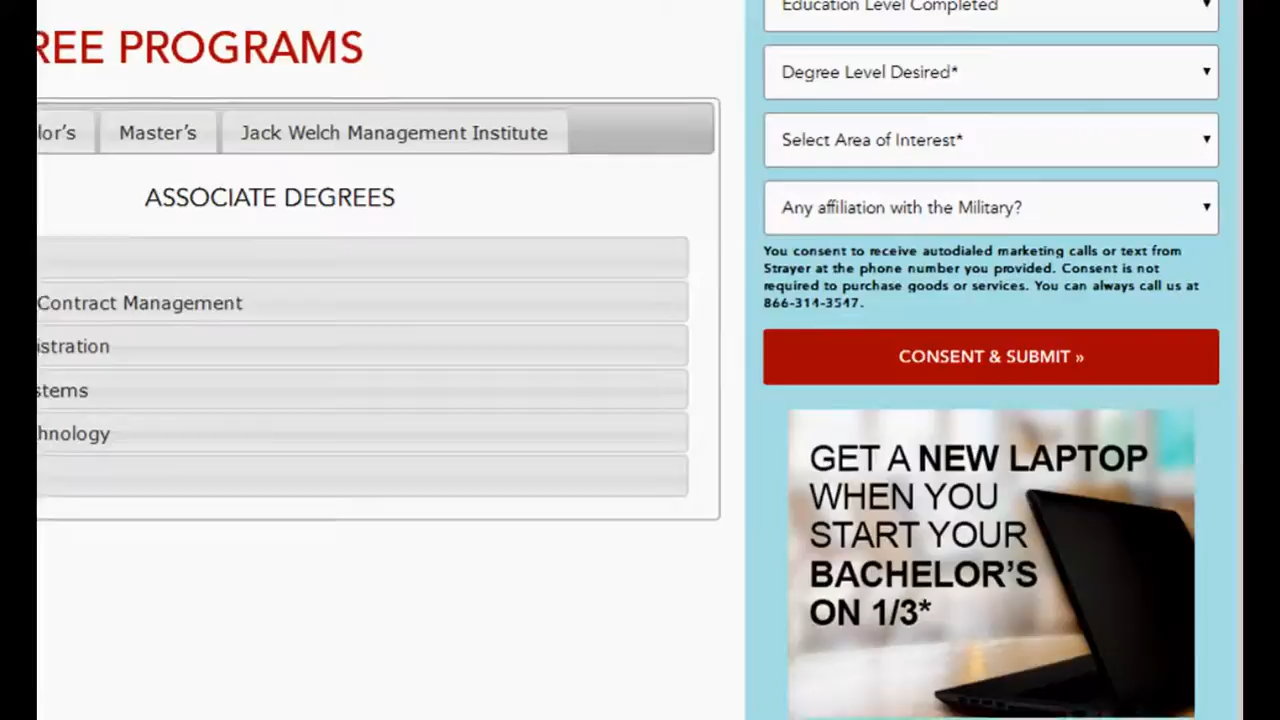 REE PROGRAMS
lor's
Master's
Jack Welch Management Institute
ASSOCIATE DEGREES
Contract Management
istration
stems
hnology
Education Level Completed
Degree Level Desired*
Select Area of Interest*
Any affiliation with the Military?
You consent to receive autodialed marketing calls or text from
Strayer at the phone number you provided. Consent is not
required to purchase goods or services. You can always call us at
866-314-3547.
CONSENT & SUBMIT »
GET A NEW LAPTOP
WHEN YOU
START YOUR
BACHELOR'S
ON 1/3*